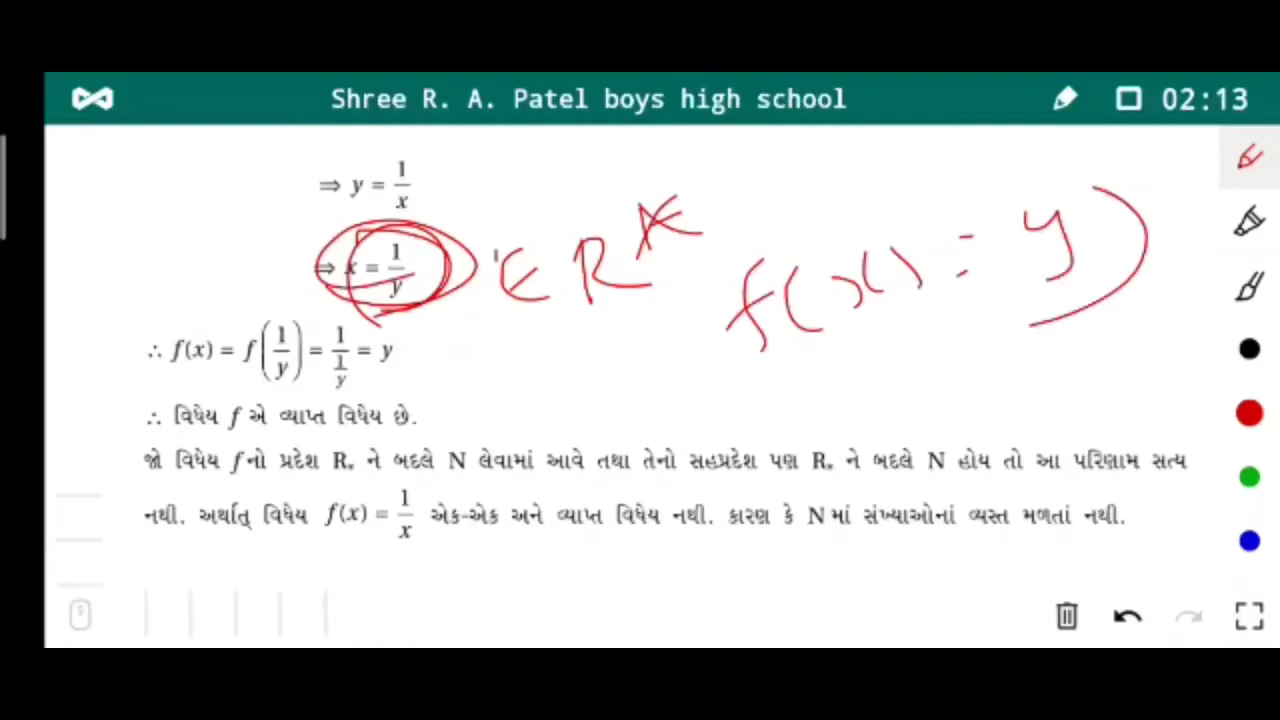 Shree R. A. Patel boys high school 02:13
⇒ y = 1/x
⇒ x = 1/y ∈ R* f(x) = y
∴ f(x) = f(1/y) = 1/(1/y) = y
∴ વિધેય f એ વ્યાપ્ત વિધેય છે.
જો વિધેય f નો પ્રદેશ R* ને બદલે N લેવામાં આવે તથા તેનો સહપ્રદેશ પણ R* ને બદલે N હોય તો આ પરિણામ સત્ય
નથી. અર્થાત્ વિધેય f(x) = 1/x એક-એક અને વ્યાપ્ત વિધેય નથી. કારણ કે N માં સંખ્યાઓનાં વ્યસ્ત મળતાં નથી.